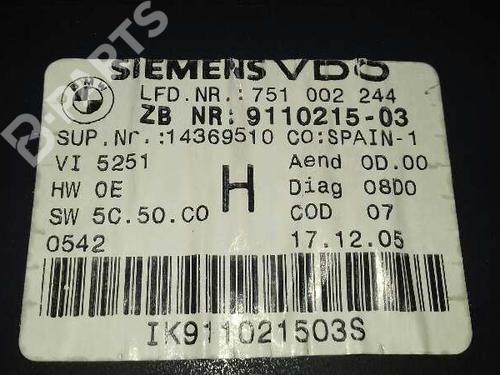 B-PARTS
BMW
SIEMENS VDO
LFD.NR.:751 002 244
ZB NR:9110215-03
SUP.Nr.:14369510 CO:SPAIN-1
VI 5251 Aend 0D.00
HW 0E H Diag 08D0
SW 5C.50.C0 COD 07
0542 17.12.05
IK911021503S